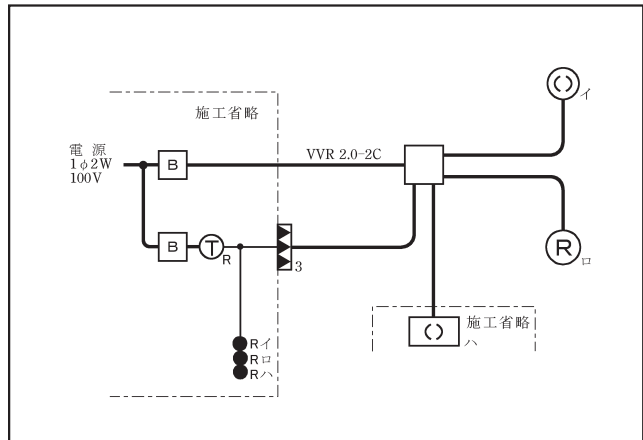 施工省略
電 源
1φ2W
100V
B
VVR 2.0-2C
( )
イ
B
T
R
3
R
ロ
施工省略
( )
ハ
Rイ
Rロ
Rハ